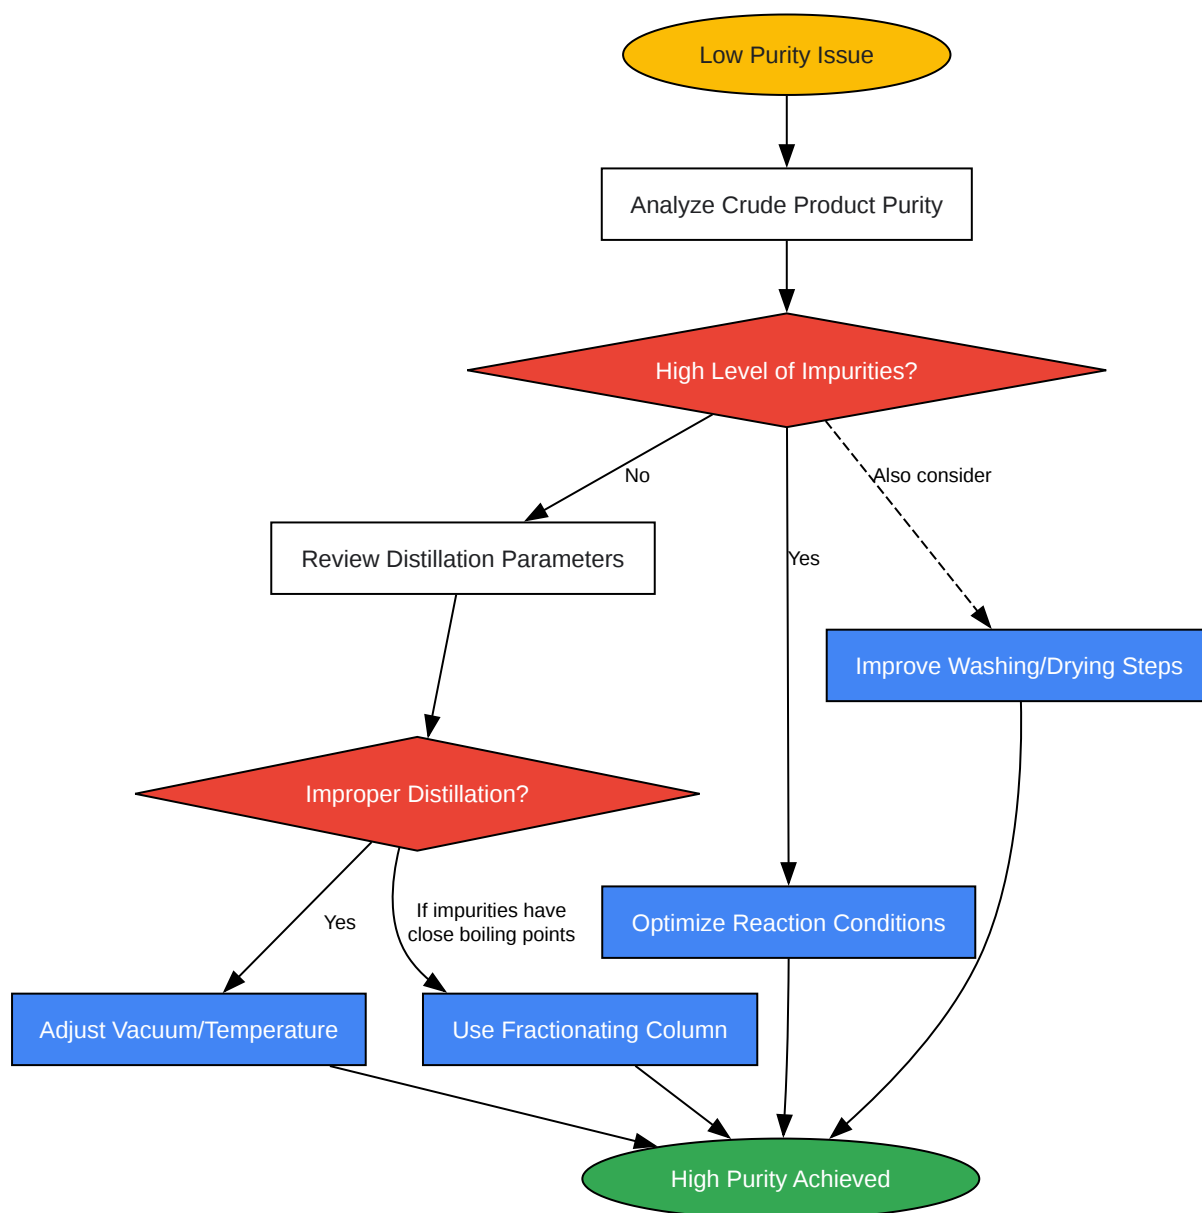 Low Purity Issue
Analyze Crude Product Purity
High Level of Impurities?
No
Also consider
Yes
Review Distillation Parameters
Improve Washing/Drying Steps
Improper Distillation?
Yes
If impurities have
close boiling points
Optimize Reaction Conditions
Adjust Vacuum/Temperature
Use Fractionating Column
High Purity Achieved